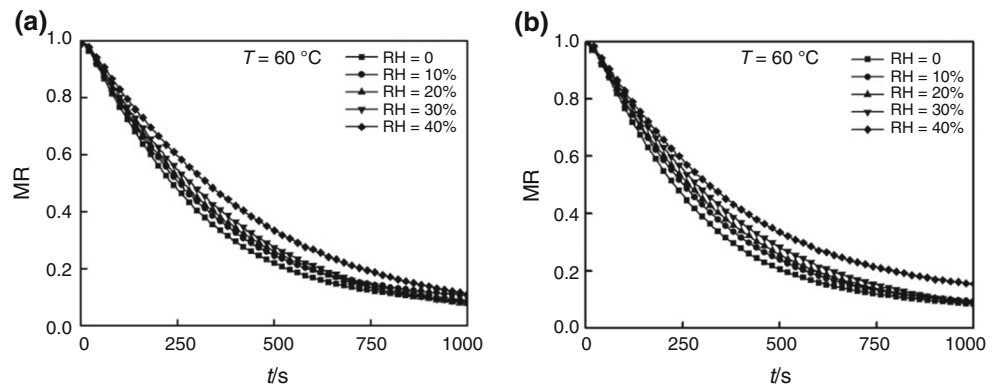 (a)
1.0
0.8
0.6
0.4
0.2
0.0
MR
T = 60 °C
RH = 0
RH = 10%
RH = 20%
RH = 30%
RH = 40%
0 250 500 750 1000
t/s
(b)
1.0
0.8
0.6
0.4
0.2
0.0
MR
T = 60 °C
RH = 0
RH = 10%
RH = 20%
RH = 30%
RH = 40%
0 250 500 750 1000
t/s